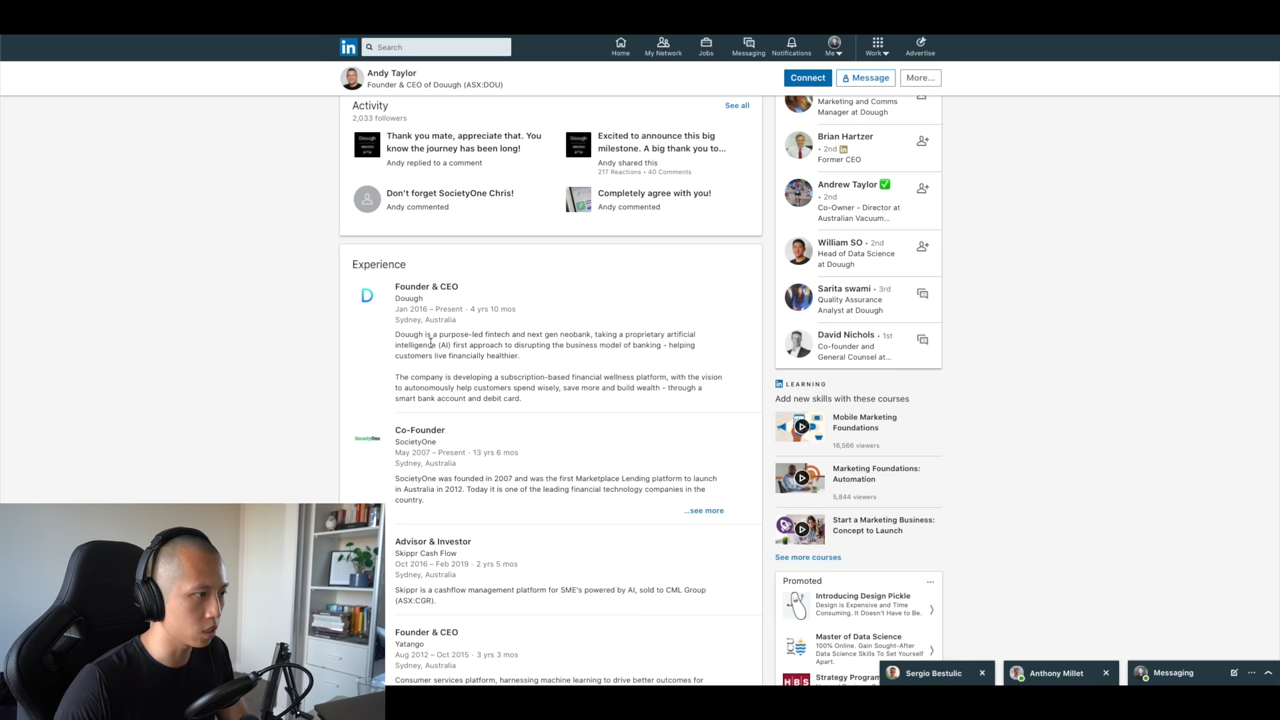 in
Search
Home
My Network
Jobs
Messaging
Notifications
Me
Work
Advertise
Andy Taylor
Founder & CEO of Douugh (ASX:DOU)
Connect
Message
More...
Activity
See all
2,033 followers
Thank you mate, appreciate that. You
know the journey has been long!
Andy replied to a comment
Excited to announce this big
milestone. A big thank you to...
Andy shared this
217 Reactions • 40 Comments
Don't forget SocietyOne Chris!
Andy commented
Completely agree with you!
Andy commented
Experience
Founder & CEO
Douugh
Jan 2016 – Present · 4 yrs 10 mos
Sydney, Australia
Douugh is a purpose-led fintech and next gen neobank, taking a proprietary artificial
intelligence (AI) first approach to disrupting the business model of banking - helping
customers live financially healthier.
The company is developing a subscription-based financial wellness platform, with the vision
to autonomously help customers spend wisely, save more and build wealth - through a
smart bank account and debit card.
Co-Founder
SocietyOne
SocietyOne
May 2007 – Present · 13 yrs 6 mos
Sydney, Australia
SocietyOne was founded in 2007 and was the first Marketplace Lending platform to launch
in Australia in 2012. Today it is one of the leading financial technology companies in the
country.
...see more
Advisor & Investor
Skippr Cash Flow
Oct 2016 – Feb 2019 · 2 yrs 5 mos
Sydney, Australia
Skippr is a cashflow management platform for SME's powered by AI, sold to CML Group
(ASX:CGR).
Founder & CEO
Yatango
Aug 2012 – Oct 2015 · 3 yrs 3 mos
Sydney, Australia
Consumer services platform, harnessing machine learning to drive better outcomes for
Marketing and Comms
Manager at Douugh
Brian Hartzer
• 2nd in
Former CEO
Andrew Taylor ✅
• 2nd
Co-Owner - Director at
Australian Vacuum...
William SO • 2nd
Head of Data Science
at Douugh
Sarita swami • 3rd
Quality Assurance
Analyst at Douugh
David Nichols • 1st
Co-founder and
General Counsel at...
in LEARNING
Add new skills with these courses
Mobile Marketing
Foundations
16,566 viewers
Marketing Foundations:
Automation
5,844 viewers
Start a Marketing Business:
Concept to Launch
See more courses
Promoted
...
Introducing Design Pickle
Design is Expensive and Time
Consuming. It Doesn't Have to Be.
Master of Data Science
100% Online. Gain Sought-After
Data Science Skills To Set Yourself
Apart.
HBS
Strategy Program
Sergio Bestulic
Anthony Millet
Messaging